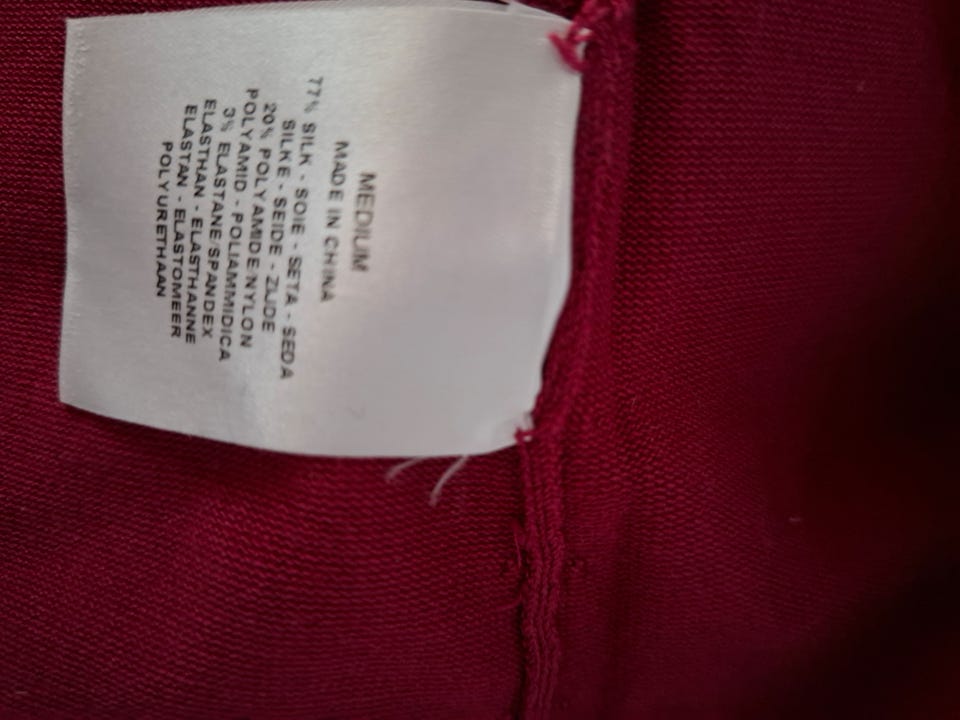 MEDIUM
MADE IN CHINA
77% SILK - SOIE - SETA - SEDA
SILKE - SEIDE - ZIJDE
20% POLYAMIDE/NYLON
POLYAMID - POLIAMMIDICA
3% ELASTANE/SPANDEX
ELASTHAN - ELASTHANNE
ELASTAN - ELASTOMEER
POLYURETHAAN